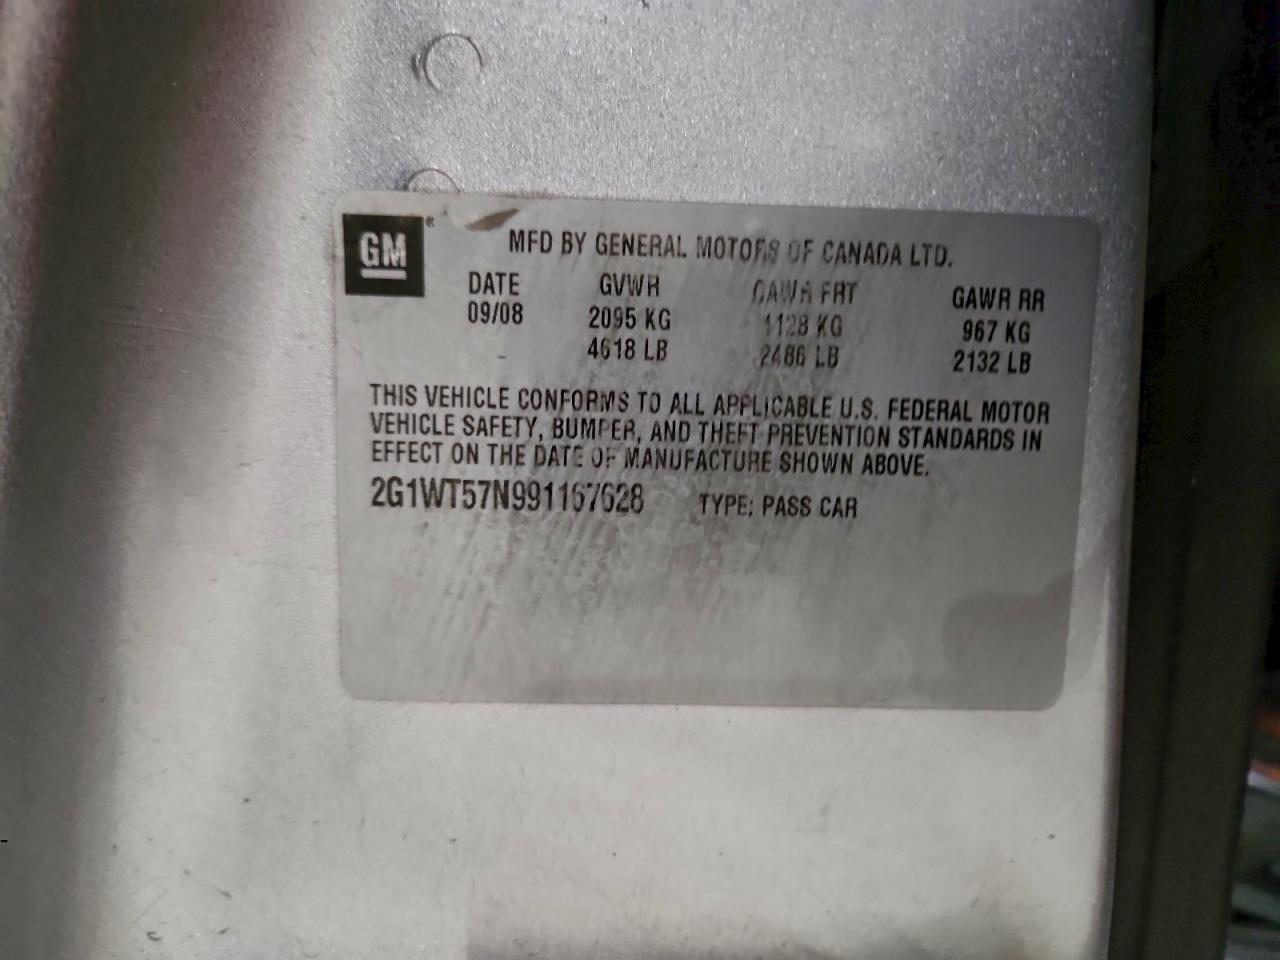 GM
MFD BY GENERAL MOTORS OF CANADA LTD.
DATE GVWR GAWR FRT GAWR RR
09/08 2095 KG 1128 KG 967 KG
4618 LB 2486 LB 2132 LB
THIS VEHICLE CONFORMS TO ALL APPLICABLE U.S. FEDERAL MOTOR
VEHICLE SAFETY, BUMPER, AND THEFT PREVENTION STANDARDS IN
EFFECT ON THE DATE OF MANUFACTURE SHOWN ABOVE.
2G1WT57N991167628 TYPE: PASS CAR